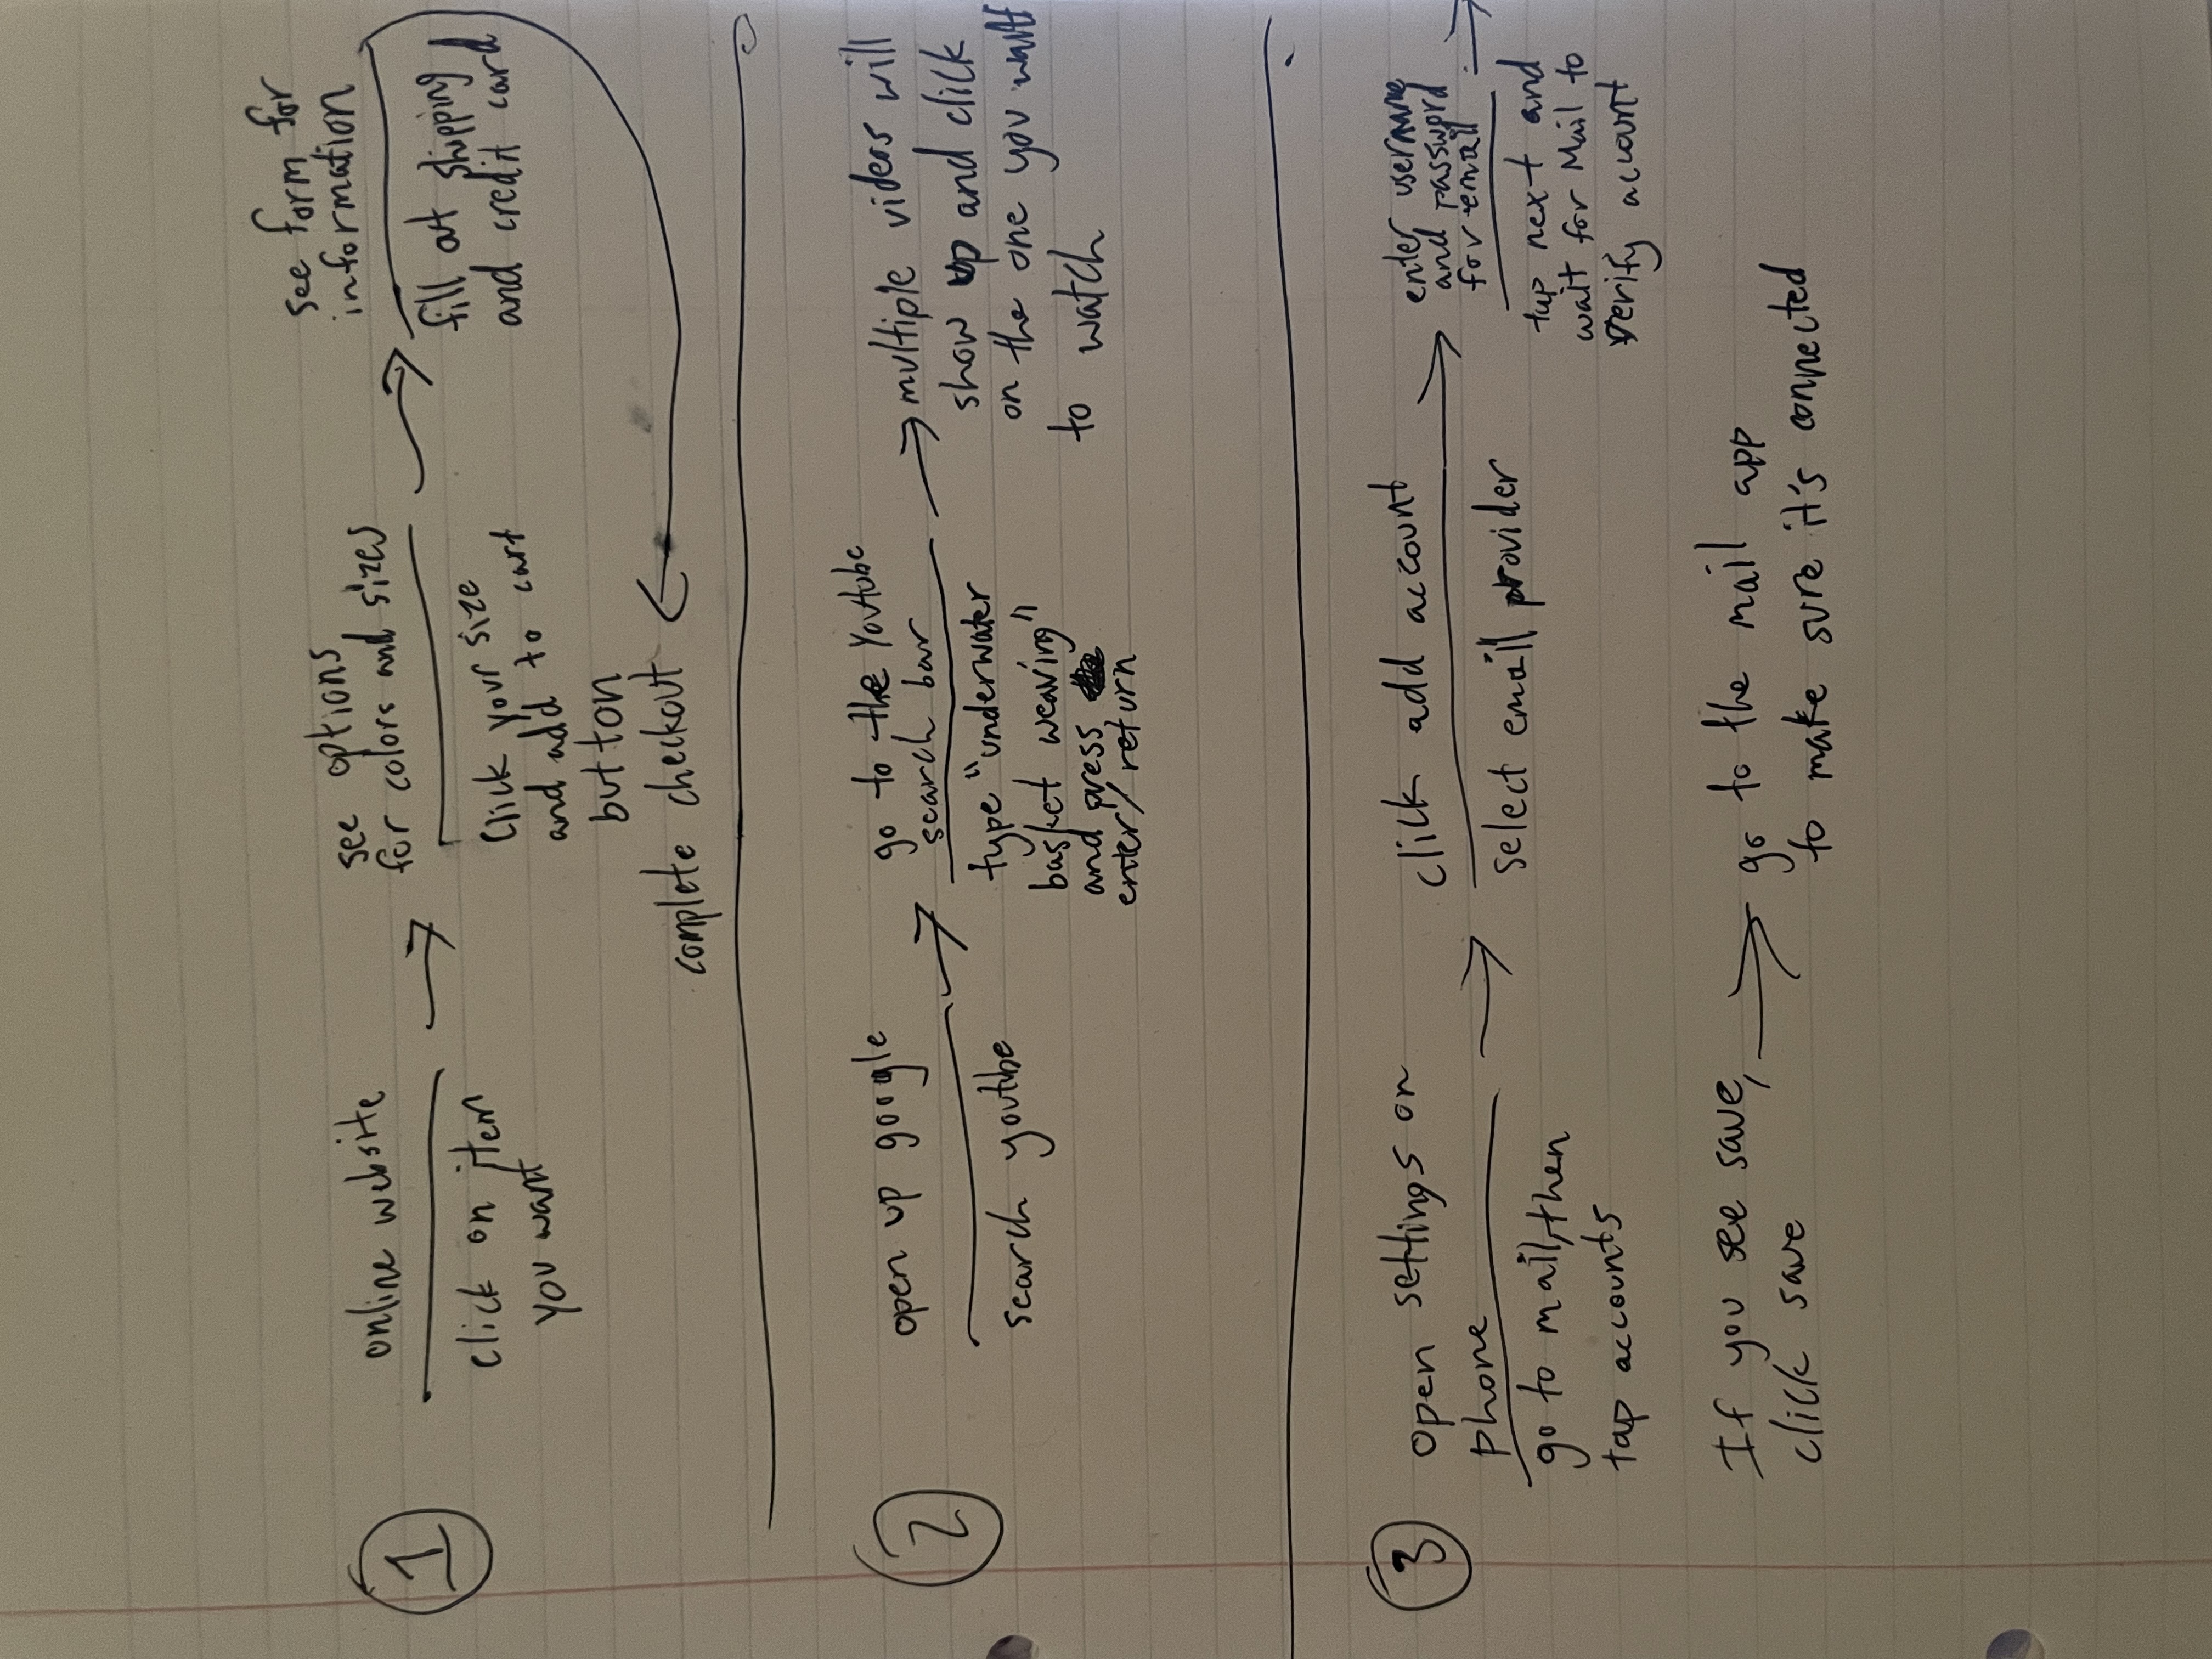 1
online website
click on item
you want
see options
for colors and sizes
click your size
and add to cart
button
see form for
information
fill out shipping
and credit card
complete checkout
2
open up google
search youtube
go to the Youtube
search bar
type "underwater
basket weaving"
and press
enter/return
multiple videos will
show up and click
on the one you want
to watch
3
open settings on
phone
go to mail, then
tap accounts
click add account
select email provider
enter username
and password
for email
tap next and
wait for Mail to
verify account
If you see save,
click save
go to the mail app
to make sure it's connected